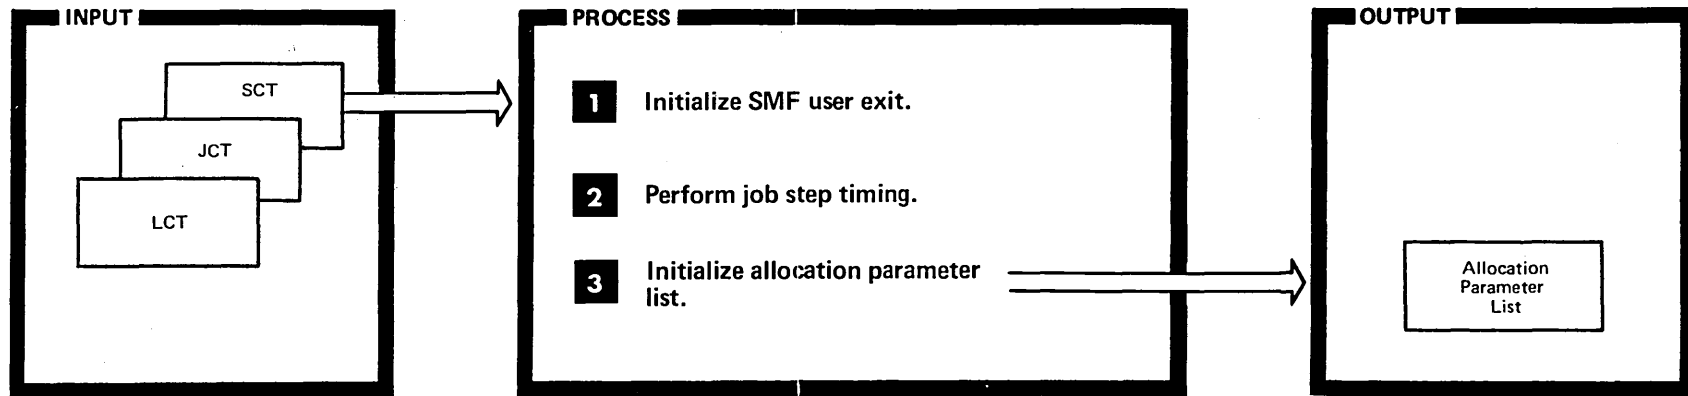 INPUT
SCT
JCT
LCT
PROCESS
1 Initialize SMF user exit.
2 Perform job step timing.
3 Initialize allocation parameter
list.
OUTPUT
Allocation
Parameter
List